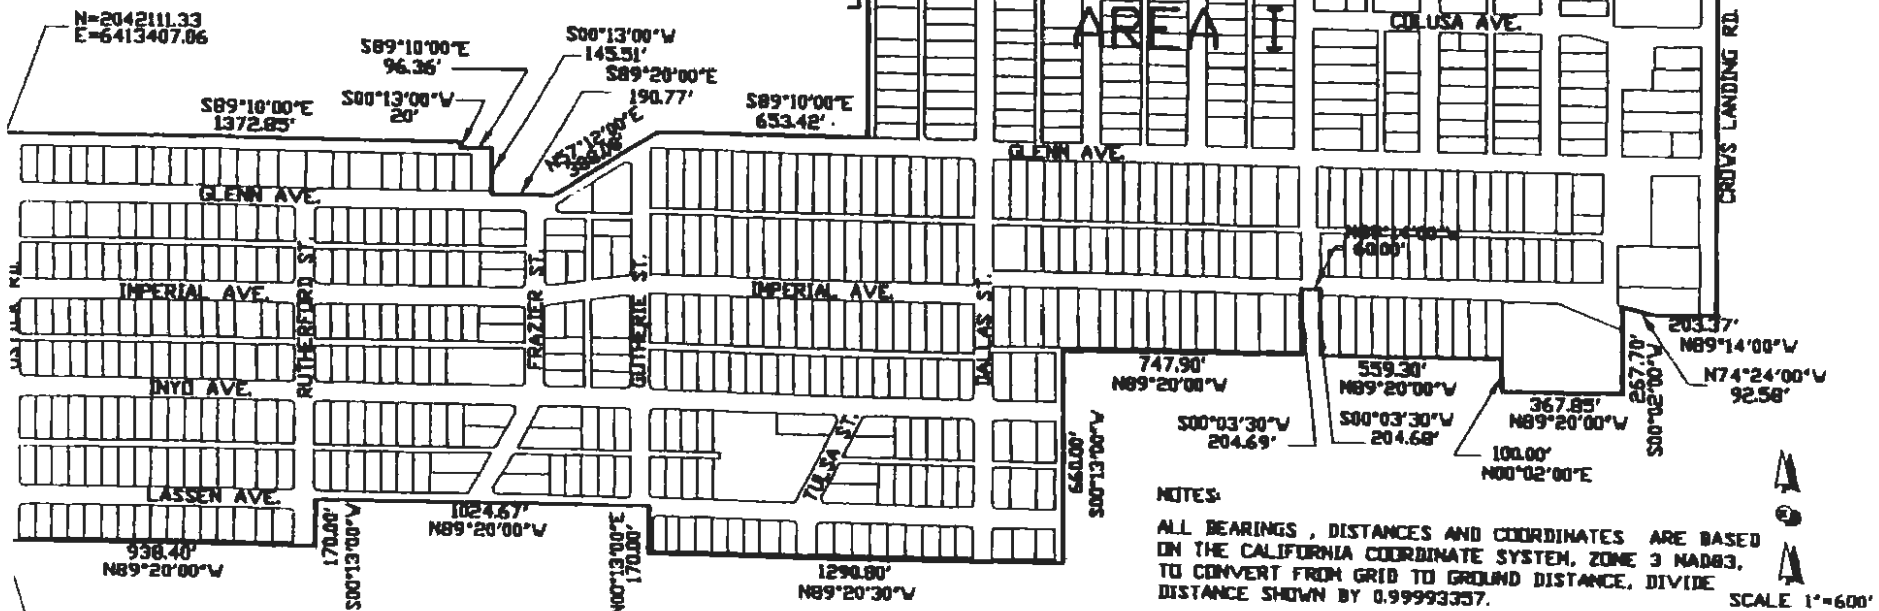 N=2042111.33
E=6413407.06
S89°10'00"E
1372.85'
S89°10'00"E
96.36'
S00°13'00"W
20'
S00°13'00"W
145.51'
S89°20'00"E
190.77'
N57°12'00"E
S89°10'00"E
653.42'
AREA I
COLUSA AVE.
CROWS LANDING RD.
GLENN AVE.
GLENN AVE.
60.00'
IMPERIAL AVE.
IMPERIAL AVE.
RUTHERFORD ST.
FRAZIER ST.
GUTHERIE ST.
DALLAS ST.
INYO AVE.
TULSA ST.
LASSEN AVE.
747.90'
N89°20'00"W
559.30'
N89°20'00"W
367.85'
N89°20'00"W
267.70'
S00°02'00"W
203.37'
N89°14'00"W
N74°24'00"W
92.58'
S00°03'30"W
204.69'
S00°03'30"W
204.68'
100.00'
N00°02'00"E
660.00'
S00°13'00"W
938.40'
N89°20'00"W
170.00'
S00°13'00"W
1024.67'
N89°20'00"W
N00°13'00"E
170.00'
1290.80'
N89°20'30"W
NOTES:
ALL BEARINGS , DISTANCES AND COORDINATES ARE BASED
ON THE CALIFORNIA COORDINATE SYSTEM, ZONE 3 NAD83,
TO CONVERT FROM GRID TO GROUND DISTANCE, DIVIDE
DISTANCE SHOWN BY 0.99993357.
SCALE 1"=600'